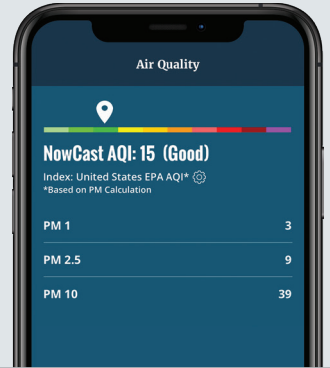 Air Quality
NowCast AQI: 15 (Good)
Index: United States EPA AQI*
*Based on PM Calculation
PM 1 3
PM 2.5 9
PM 10 39